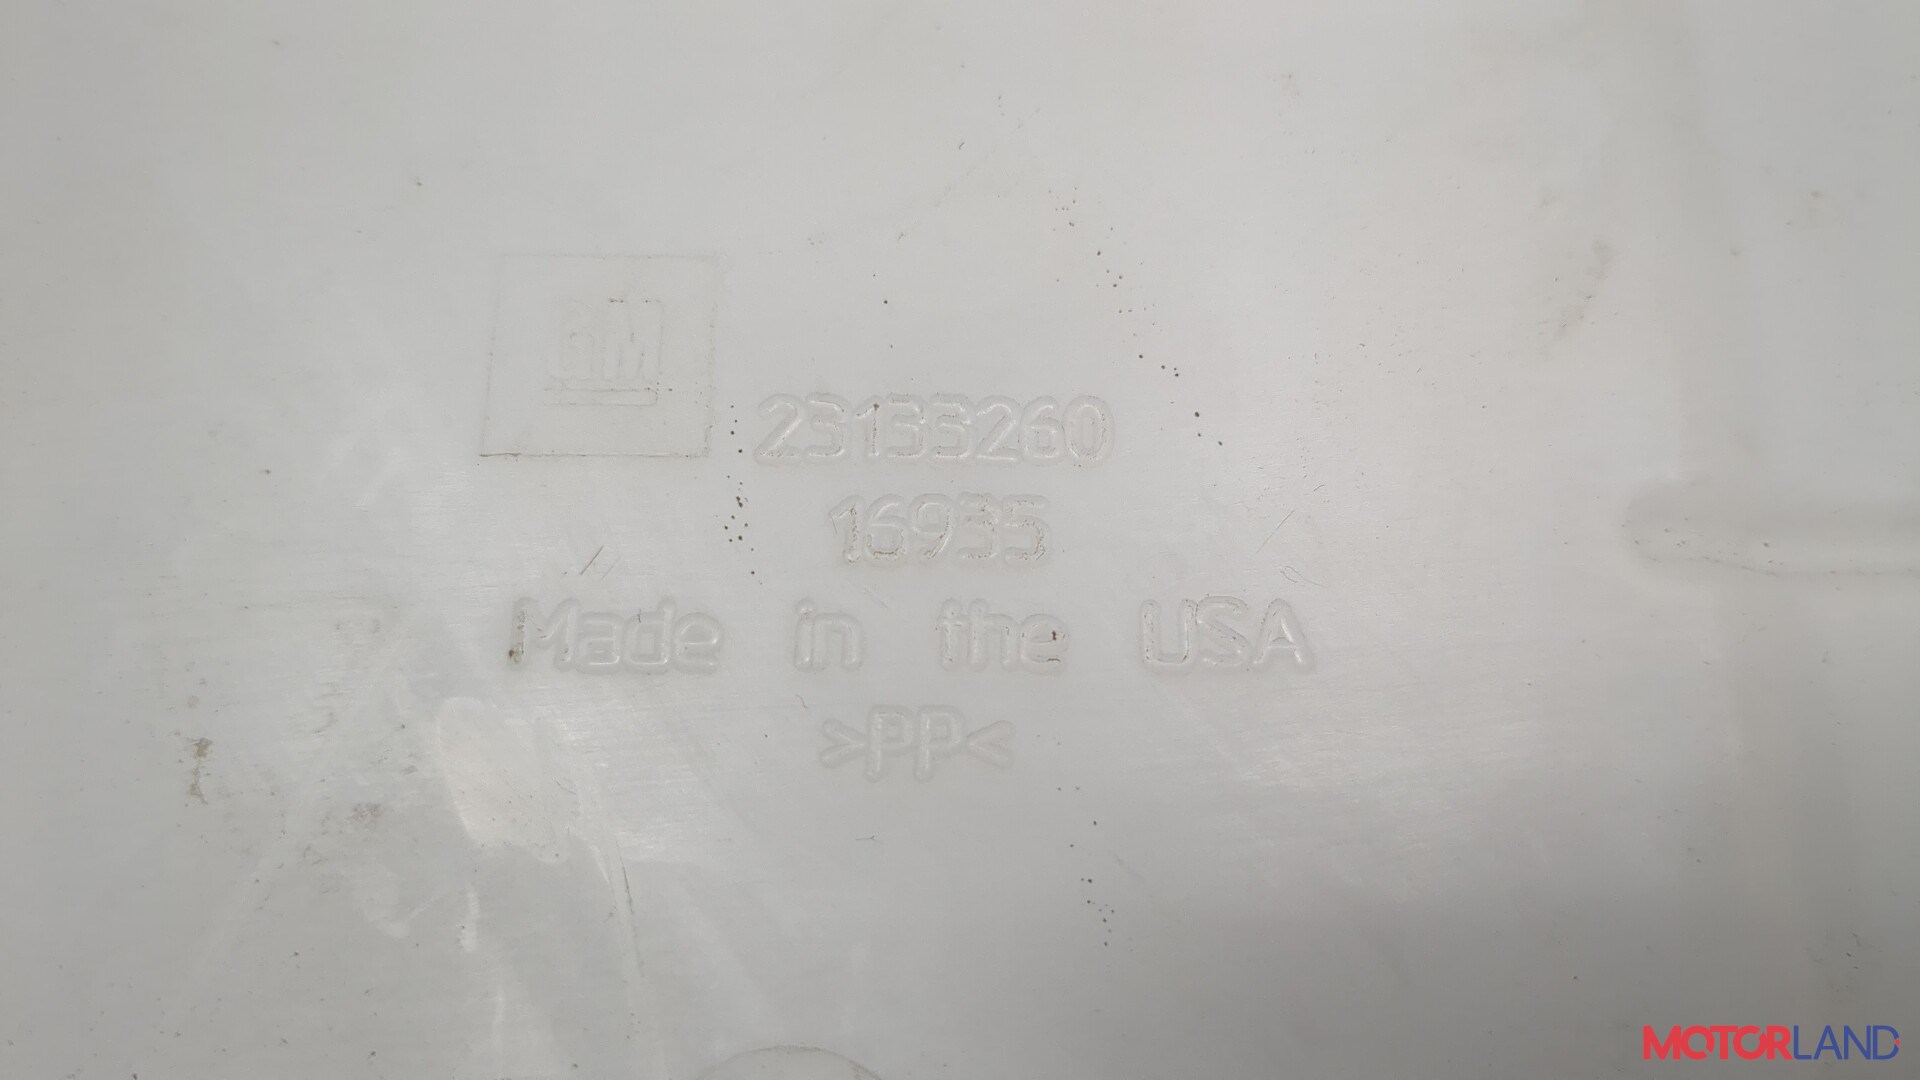 GM
23133260
16935
Made in the USA
>PP<
MOTORLAND